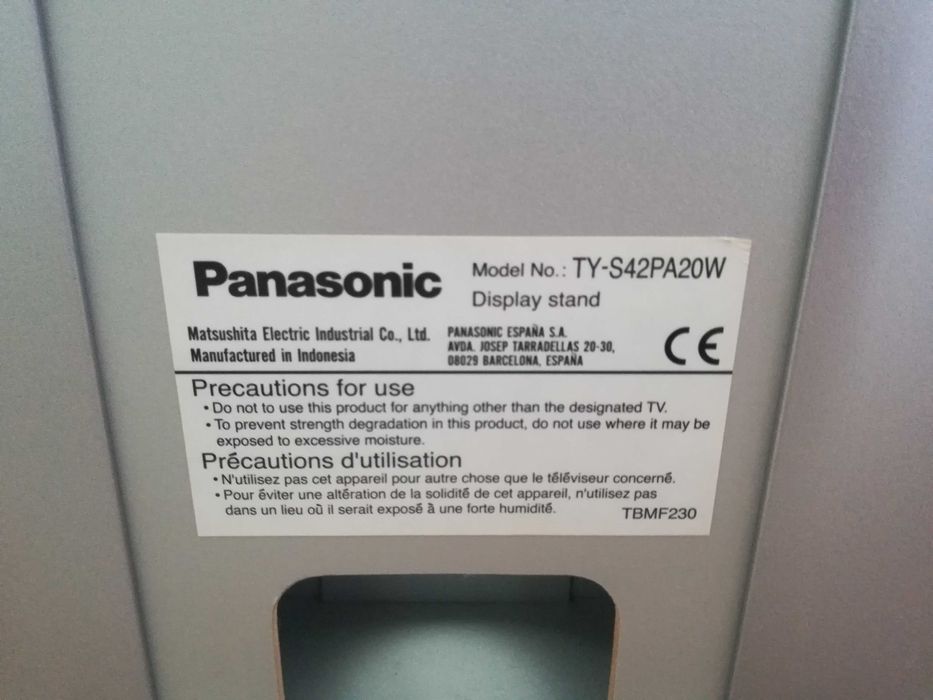 Panasonic
Model No.: TY-S42PA20W
Display stand
Matsushita Electric Industrial Co., Ltd.
Manufactured in Indonesia
PANASONIC ESPAÑA S.A.
AVDA. JOSEP TARRADELLAS 20-30,
08029 BARCELONA, ESPAÑA
CE
Precautions for use
• Do not to use this product for anything other than the designated TV.
• To prevent strength degradation in this product, do not use where it may be
exposed to excessive moisture.
Précautions d'utilisation
• N'utilisez pas cet appareil pour autre chose que le téléviseur concerné.
• Pour éviter une altération de la solidité de cet appareil, n'utilisez pas
dans un lieu où il serait exposé à une forte humidité.
TBMF230